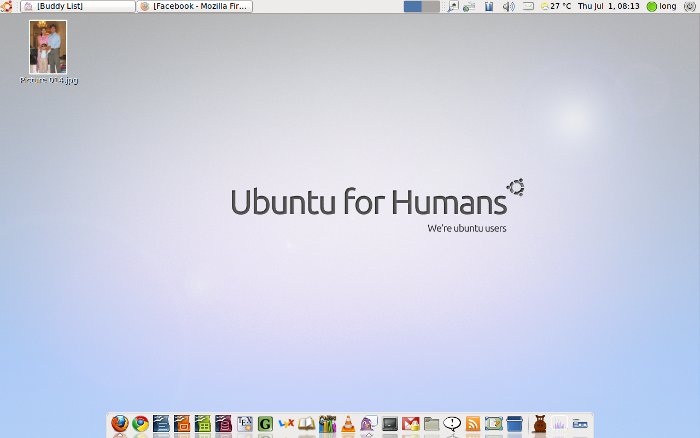 [Buddy List]
[Facebook - Mozilla Fir...
27 °C
Thu Jul 1, 08:13
long
Picture 014.jpg
Ubuntu for Humans
We're ubuntu users
TEX
G